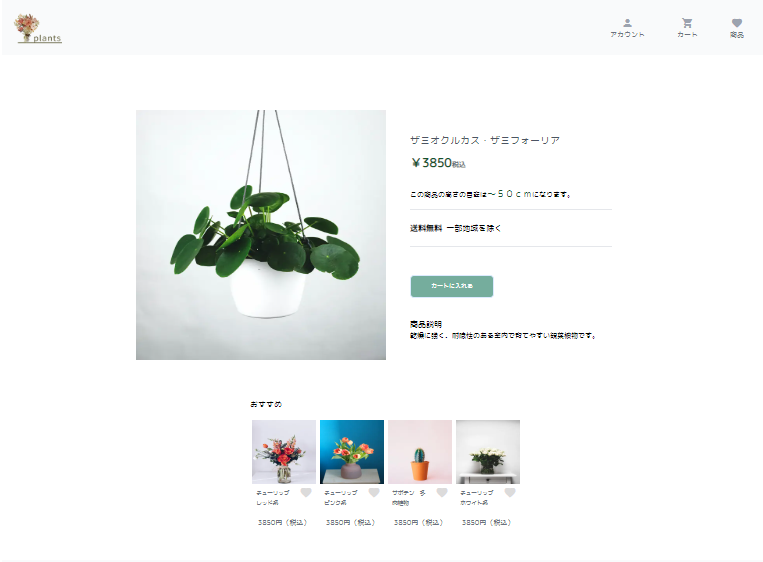 plants
アカウント
カート
商品
ザミオクルカス・ザミフォーリア
￥3850税込
この商品の高さの目安は～５０ｃｍになります。
送料無料 一部地域を除く
カートに入れる
商品説明
乾燥に強く、耐陰性のある室内で育てやすい観葉植物です。
おすすめ
チューリップ
レッド系
3850円（税込）
チューリップ
ピンク系
3850円（税込）
サボテン・多
肉植物
3850円（税込）
チューリップ
ホワイト系
3850円（税込）